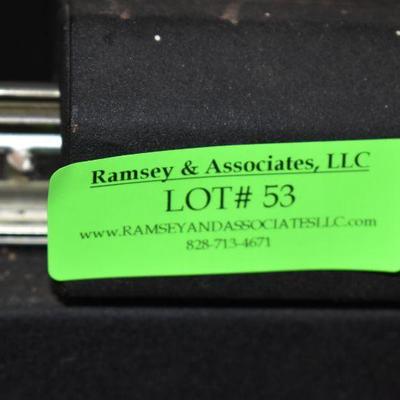 Ramsey & Associates, LLC
LOT# 53
www.RAMSEYANDASSOCIATESLLC.com
828-713-4671